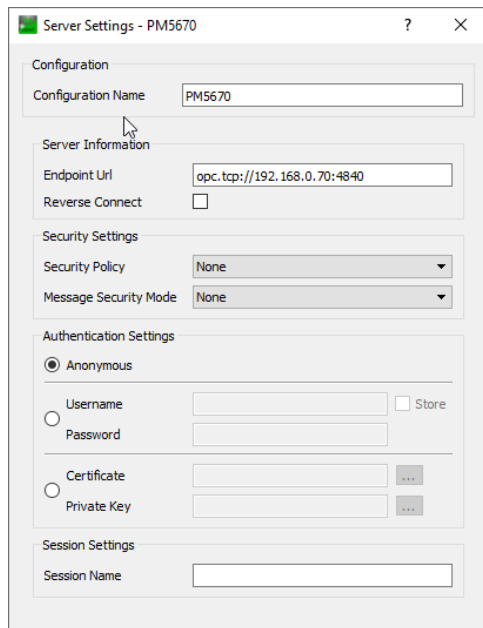 Server Settings - PM5670 ? X
Configuration
Configuration Name PM5670
Server Information
Endpoint Url opc.tcp://192.168.0.70:4840
Reverse Connect
Security Settings
Security Policy None
Message Security Mode None
Authentication Settings
Anonymous
Username Store
Password
Certificate ...
Private Key ...
Session Settings
Session Name